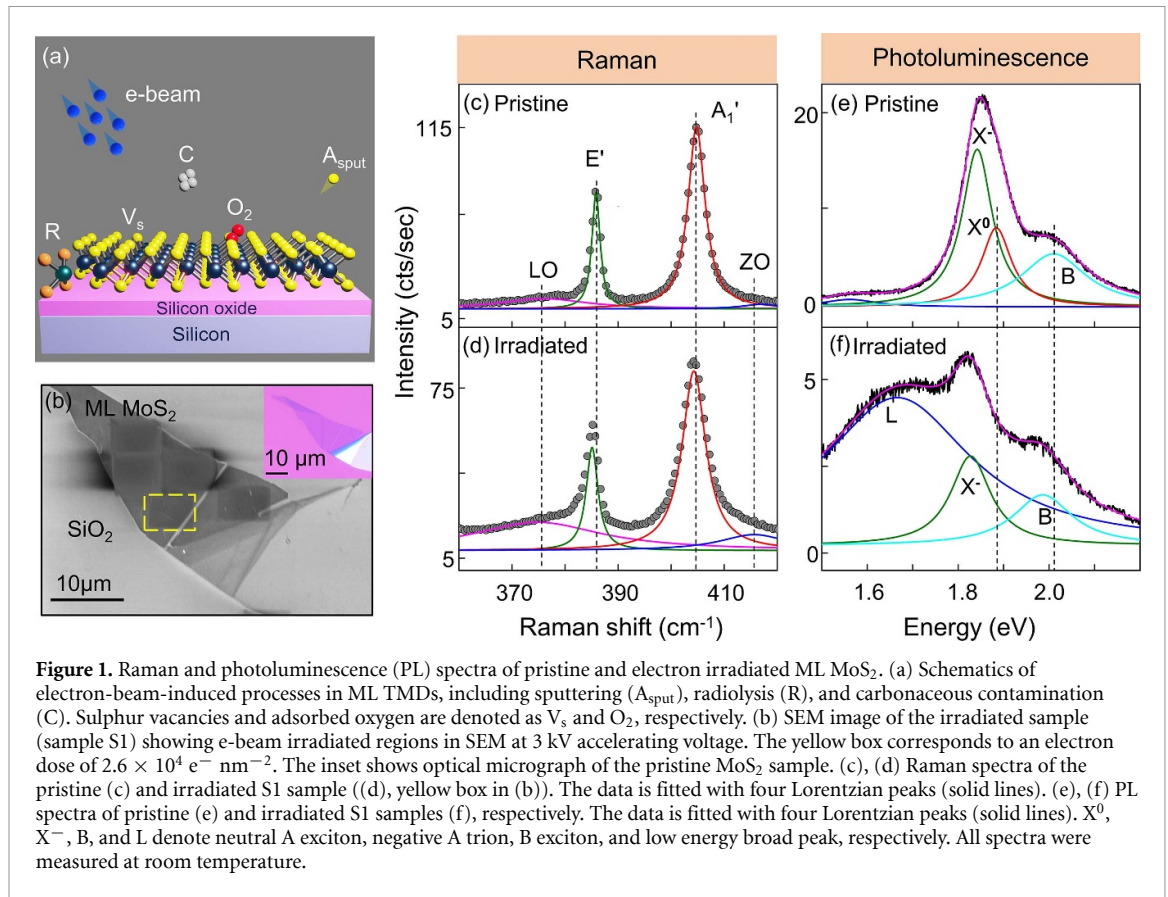 (a)
e-beam
C
A_sput
R
V_s
O_2
Silicon oxide
Silicon
(b)
ML MoS_2
10 μm
SiO_2
10μm
Raman
Photoluminescence
(c) Pristine
A_1'
E'
LO
ZO
115
5
(d) Irradiated
75
5
370 390 410
Raman shift (cm^-1)
Intensity (cts/sec)
(e) Pristine
20
X^-
X^0
B
0
(f) Irradiated
5
L
X^-
B
0
1.6 1.8 2.0
Energy (eV)
Figure 1. Raman and photoluminescence (PL) spectra of pristine and electron irradiated ML MoS_2. (a) Schematics of
electron-beam-induced processes in ML TMDs, including sputtering (A_sput), radiolysis (R), and carbonaceous contamination
(C). Sulphur vacancies and adsorbed oxygen are denoted as V_s and O_2, respectively. (b) SEM image of the irradiated sample
(sample S1) showing e-beam irradiated regions in SEM at 3 kV accelerating voltage. The yellow box corresponds to an electron
dose of 2.6 × 10^4 e^− nm^−2. The inset shows optical micrograph of the pristine MoS_2 sample. (c), (d) Raman spectra of the
pristine (c) and irradiated S1 sample ((d), yellow box in (b)). The data is fitted with four Lorentzian peaks (solid lines). (e), (f) PL
spectra of pristine (e) and irradiated S1 samples (f), respectively. The data is fitted with four Lorentzian peaks (solid lines). X^0,
X^−, B, and L denote neutral A exciton, negative A trion, B exciton, and low energy broad peak, respectively. All spectra were
measured at room temperature.